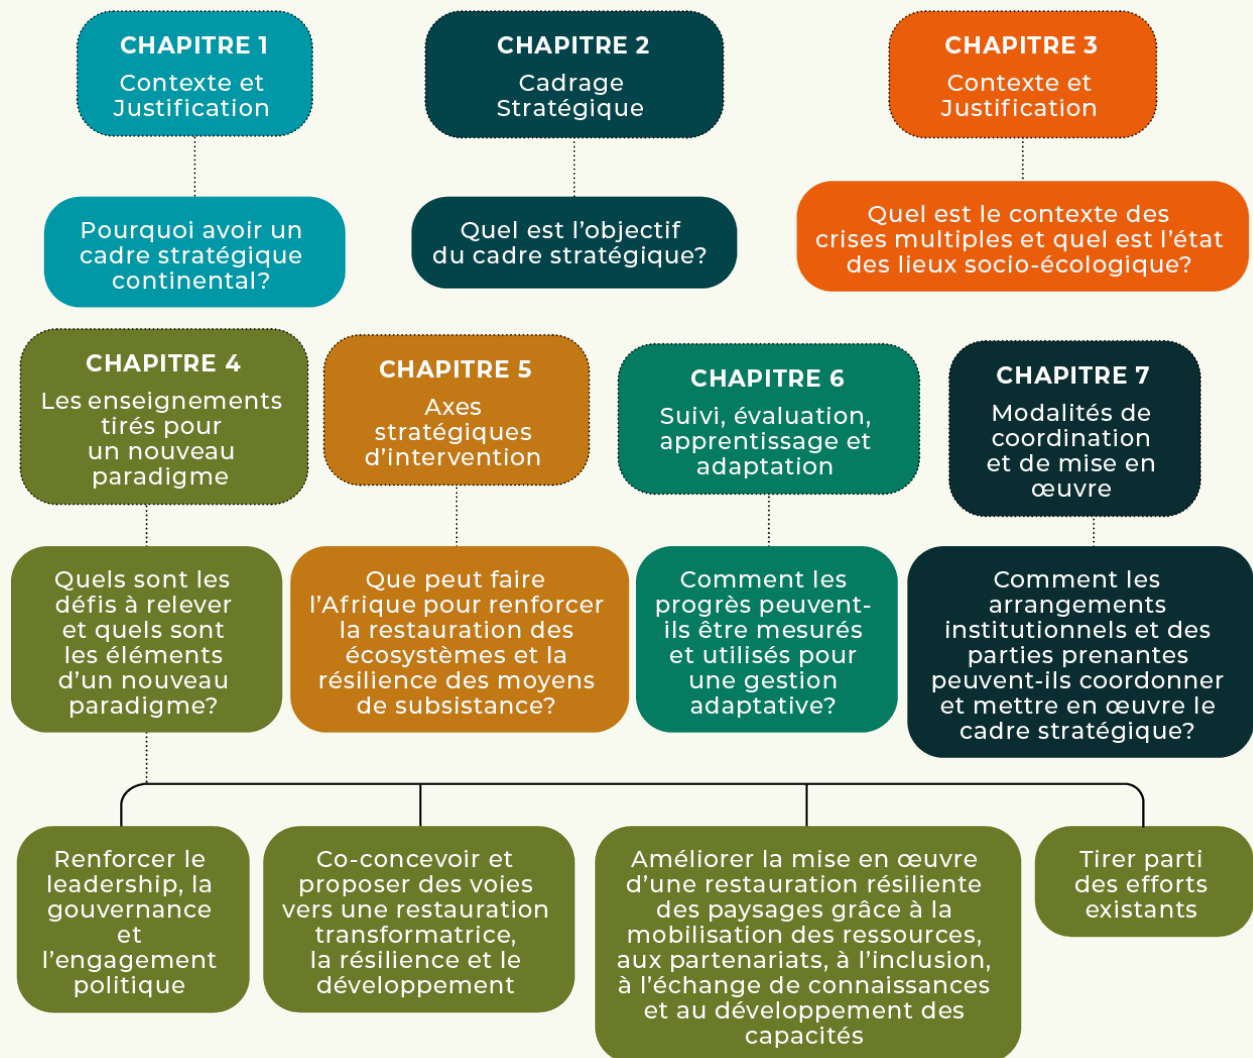 CHAPITRE 1
Contexte et
Justification
CHAPITRE 2
Cadrage
Stratégique
CHAPITRE 3
Contexte et
Justification
Pourquoi avoir un
cadre stratégique
continental?
Quel est l’objectif
du cadre stratégique?
Quel est le contexte des
crises multiples et quel est l’état
des lieux socio-écologique?
CHAPITRE 4
Les enseignements
tirés pour
un nouveau
paradigme
CHAPITRE 5
Axes
stratégiques
d’intervention
CHAPITRE 6
Suivi, évaluation,
apprentissage et
adaptation
CHAPITRE 7
Modalités de
coordination
et de mise en
œuvre
Quels sont les
défis à relever
et quels sont
les éléments
d’un nouveau
paradigme?
Que peut faire
l’Afrique pour renforcer
la restauration des
écosystèmes et la
résilience des moyens
de subsistance?
Comment les
progrès peuvent-
ils être mesurés
et utilisés pour
une gestion
adaptative?
Comment les
arrangements
institutionnels et des
parties prenantes
peuvent-ils coordonner
et mettre en œuvre le
cadre stratégique?
Renforcer le
leadership, la
gouvernance
et
l’engagement
politique
Co-concevoir et
proposer des voies
vers une restauration
transformatrice,
la résilience et le
développement
Améliorer la mise en œuvre
d’une restauration résiliente
des paysages grâce à la
mobilisation des ressources,
aux partenariats, à l’inclusion,
à l’échange de connaissances
et au développement des
capacités
Tirer parti
des efforts
existants